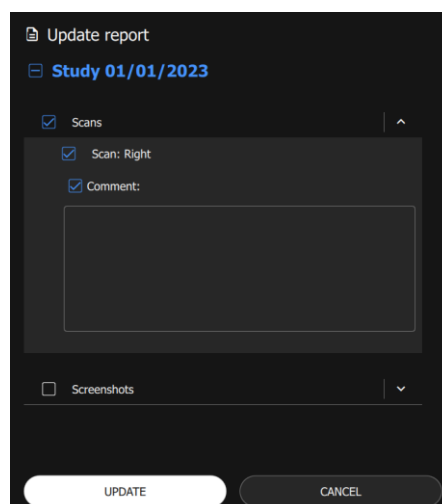 Update report
Study 01/01/2023
Scans
Scan: Right
Comment:
Screenshots
UPDATE
CANCEL